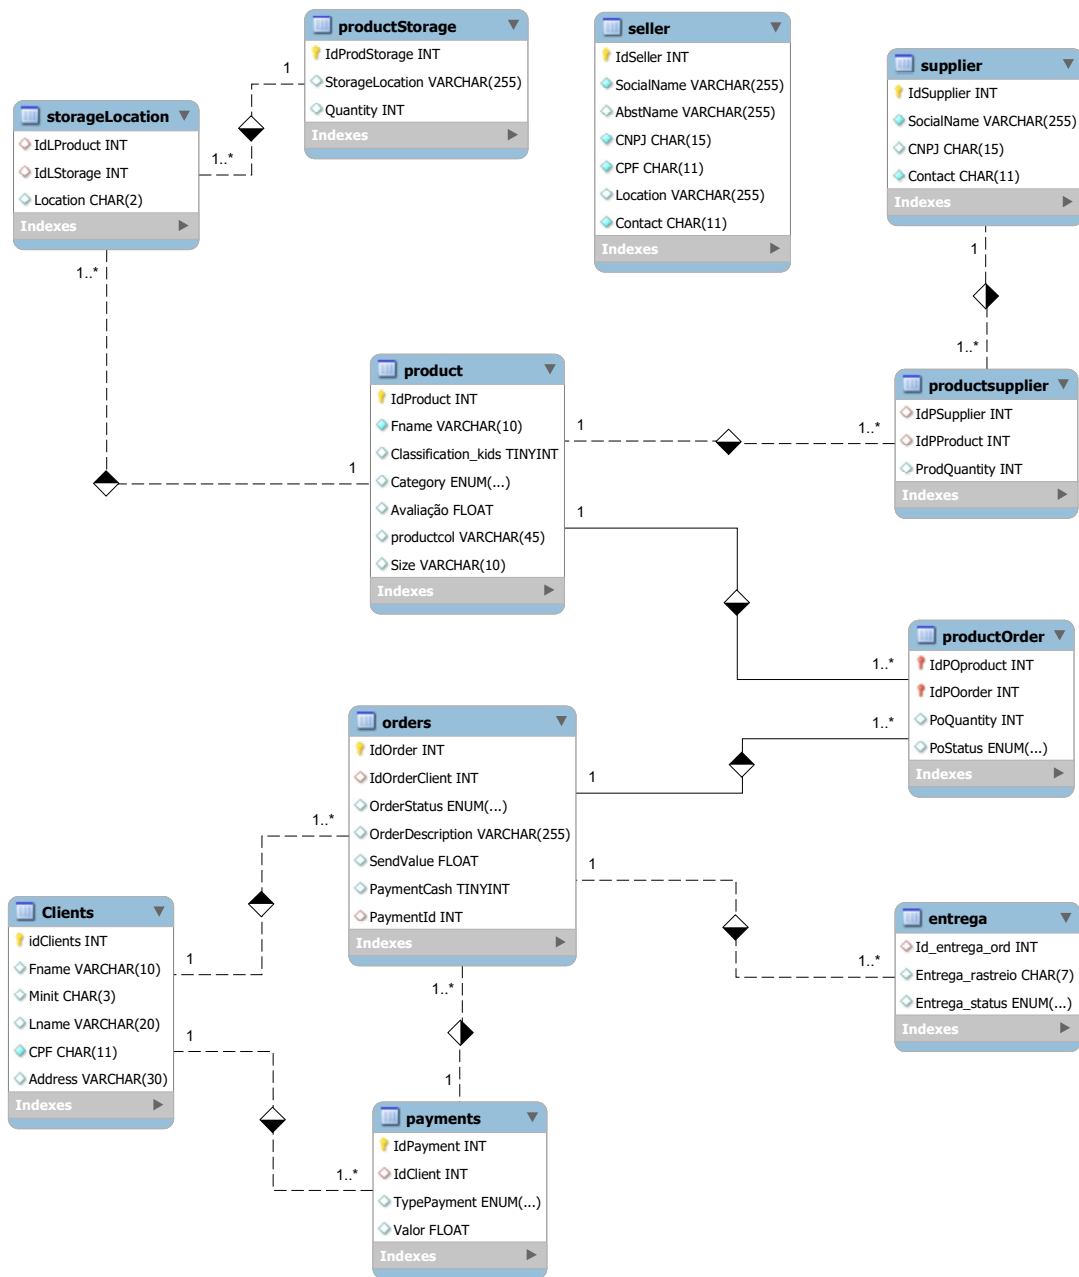 productStorage
IdProdStorage INT
StorageLocation VARCHAR(255)
Quantity INT
Indexes
seller
IdSeller INT
SocialName VARCHAR(255)
AbstName VARCHAR(255)
CNPJ CHAR(15)
CPF CHAR(11)
Location VARCHAR(255)
Contact CHAR(11)
Indexes
supplier
IdSupplier INT
SocialName VARCHAR(255)
CNPJ CHAR(15)
Contact CHAR(11)
Indexes
1
1..*
storageLocation
IdLProduct INT
IdLStorage INT
Location CHAR(2)
Indexes
1..*
1
1
1..*
product
IdProduct INT
Fname VARCHAR(10)
Classification_kids TINYINT
Category ENUM(...)
Avaliação FLOAT
productcol VARCHAR(45)
Size VARCHAR(10)
Indexes
1
1..*
productsupplier
IdPSupplier INT
IdPProduct INT
ProdQuantity INT
Indexes
1
1..*
productOrder
IdPOproduct INT
IdPOorder INT
PoQuantity INT
PoStatus ENUM(...)
Indexes
1..*
1
orders
IdOrder INT
IdOrderClient INT
OrderStatus ENUM(...)
OrderDescription VARCHAR(255)
SendValue FLOAT
PaymentCash TINYINT
PaymentId INT
Indexes
1
1..*
entrega
Id_entrega_ord INT
Entrega_rastreio CHAR(7)
Entrega_status ENUM(...)
Indexes
1..*
1
Clients
idClients INT
Fname VARCHAR(10)
Minit CHAR(3)
Lname VARCHAR(20)
CPF CHAR(11)
Address VARCHAR(30)
Indexes
1
1..*
1..*
1
payments
IdPayment INT
IdClient INT
TypePayment ENUM(...)
Valor FLOAT
Indexes